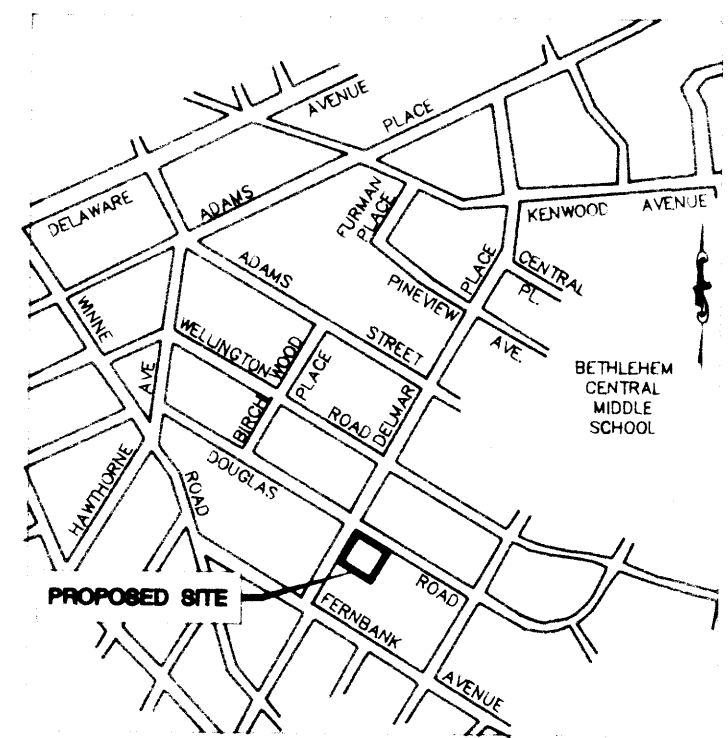 AVENUE
PLACE
DELAWARE
ADAMS
FURMAN
PLACE
KENWOOD AVENUE
ADAMS
STREET
PINEVIEW
AVE.
PLACE
CENTRAL
PL.
WINNE
WELLINGTON
ROAD
BIRCH
WOOD
PLACE
DELMAR
AVE
BETHLEHEM
CENTRAL
MIDDLE
SCHOOL
HAWTHORNE
ROAD
DOUGLAS
ROAD
PROPOSED SITE
FERNBANK
AVENUE